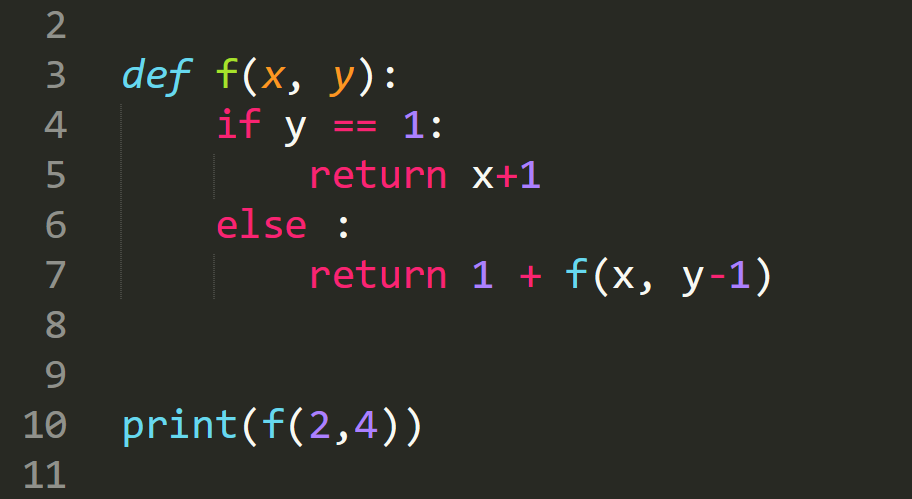 2
3 def f(x, y):
4     if y == 1:
5         return x+1
6     else :
7         return 1 + f(x, y-1)
8
9
10 print(f(2,4))
11